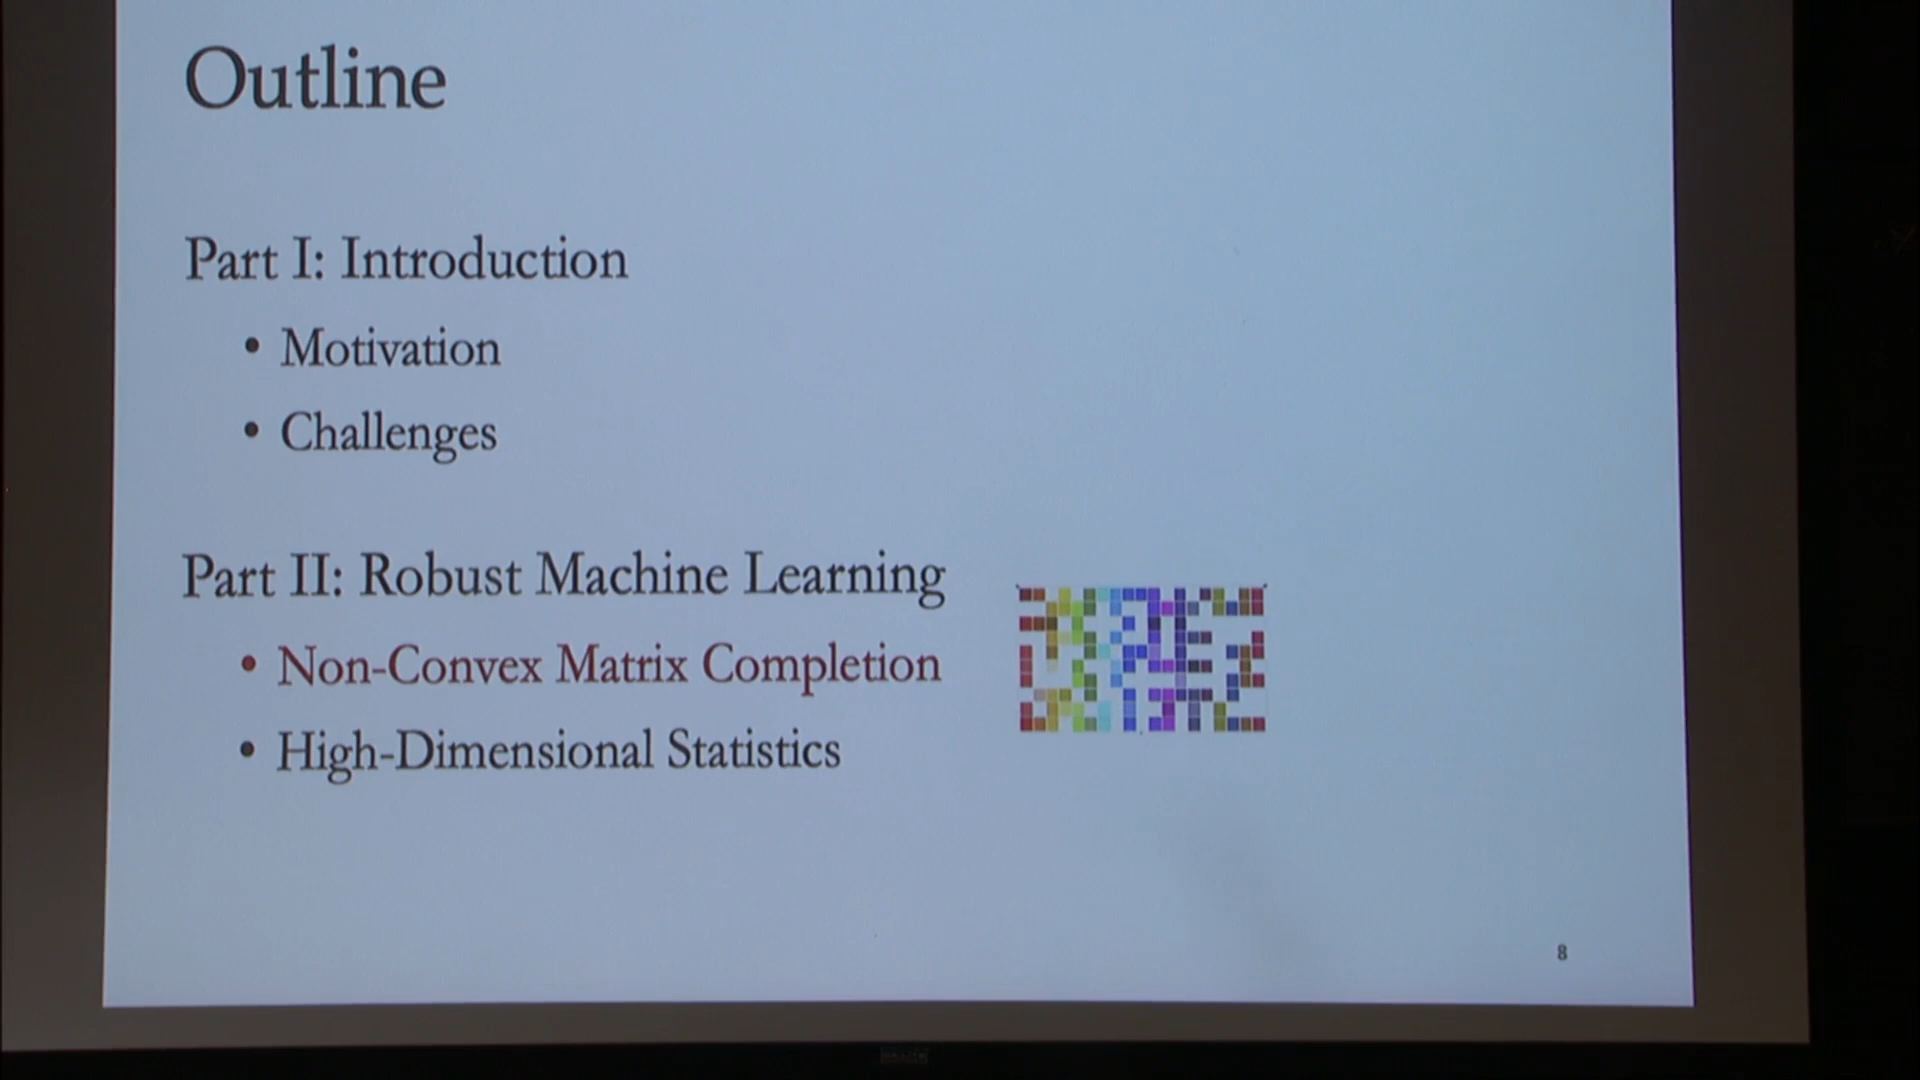 Outline
Part I: Introduction
• Motivation
• Challenges
Part II: Robust Machine Learning
• Non-Convex Matrix Completion
• High-Dimensional Statistics
8